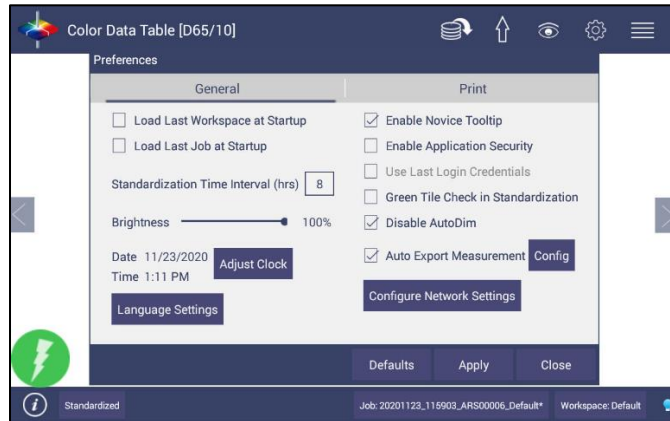 Color Data Table [D65/10]
Preferences
General
Print
Load Last Workspace at Startup
Load Last Job at Startup
Standardization Time Interval (hrs) 8
Brightness 100%
Date 11/23/2020
Time 1:11 PM
Adjust Clock
Language Settings
Enable Novice Tooltip
Enable Application Security
Use Last Login Credentials
Green Tile Check in Standardization
Disable AutoDim
Auto Export Measurement Config
Configure Network Settings
Defaults Apply Close
Standardized Job: 20201123_115903_ARS00006_Default* Workspace: Default